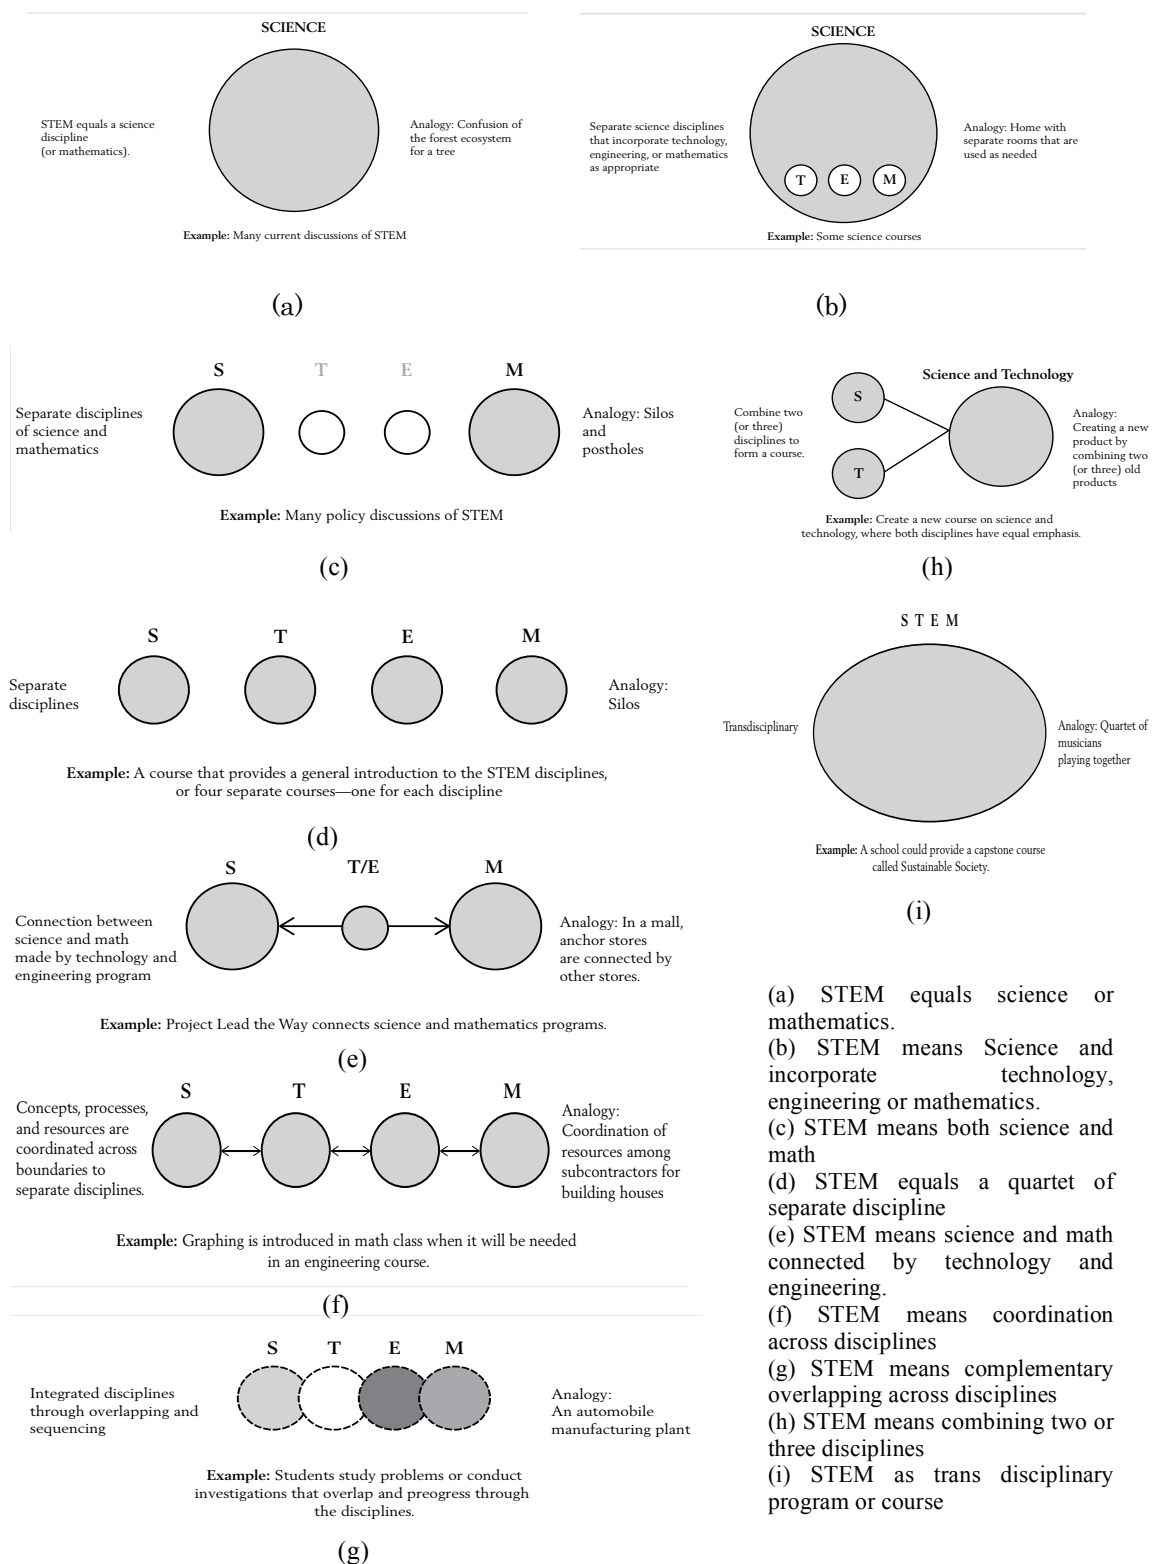 SCIENCE
STEM equals a science
discipline
(or mathematics).
Analogy: Confusion of
the forest ecosystem
for a tree
Example: Many current discussions of STEM
(a)
SCIENCE
Separate science disciplines
that incorporate technology,
engineering, or mathematics
as appropriate
T E M
Analogy: Home with
separate rooms that are
used as needed
Example: Some science courses
(b)
S T E M
Separate disciplines
of science and
mathematics
Analogy: Silos
and
postholes
Example: Many policy discussions of STEM
(c)
Science and Technology
S
T
Combine two
(or three)
disciplines to
form a course.
Analogy:
Creating a new
product by
combining two
(or three) old
products
Example: Create a new course on science and
technology, where both disciplines have equal emphasis.
(h)
S T E M
Separate
disciplines
Analogy:
Silos
Example: A course that provides a general introduction to the STEM disciplines,
or four separate courses—one for each discipline
(d)
S T E M
Transdisciplinary
Analogy: Quartet of
musicians
playing together
Example: A school could provide a capstone course
called Sustainable Society.
(i)
S T/E M
Connection between
science and math
made by technology and
engineering program
Analogy: In a mall,
anchor stores
are connected by
other stores.
Example: Project Lead the Way connects science and mathematics programs.
(e)
S T E M
Concepts, processes,
and resources are
coordinated across
boundaries to
separate disciplines.
Analogy:
Coordination of
resources among
subcontractors for
building houses
Example: Graphing is introduced in math class when it will be needed
in an engineering course.
(f)
S T E M
Integrated disciplines
through overlapping and
sequencing
Analogy:
An automobile
manufacturing plant
Example: Students study problems or conduct
investigations that overlap and preogress through
the disciplines.
(g)
(a) STEM equals science or
mathematics.
(b) STEM means Science and
incorporate technology,
engineering or mathematics.
(c) STEM means both science and
math
(d) STEM equals a quartet of
separate discipline
(e) STEM means science and math
connected by technology and
engineering.
(f) STEM means coordination
across disciplines
(g) STEM means complementary
overlapping across disciplines
(h) STEM means combining two or
three disciplines
(i) STEM as trans disciplinary
program or course